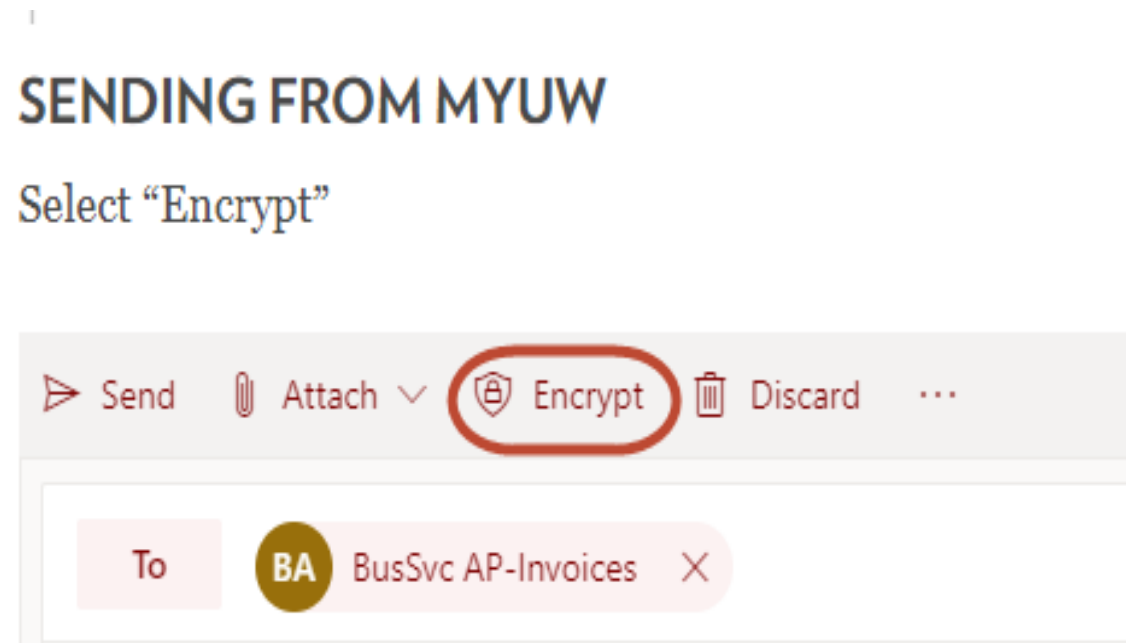 SENDING FROM MYUW
Select “Encrypt”
Send Attach Encrypt Discard ...
To BA BusSvc AP-Invoices